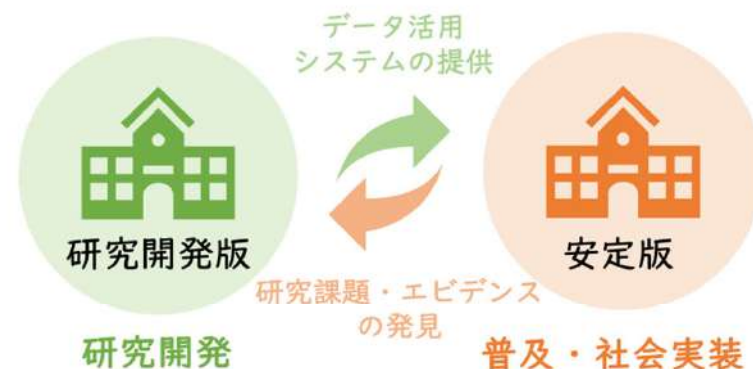 データ活用
システムの提供
研究開発版
安定版
研究課題・エビデンス
の発見
研究開発
普及・社会実装